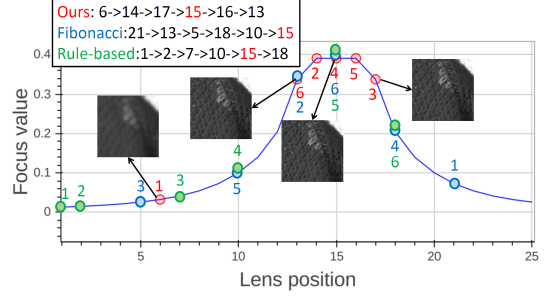 Ours: 6->14->17->15->16->13
Fibonacci:21->13->5->18->10->15
Rule-based:1->2->7->10->15->18
0.4
0.3
0.2
0.1
0
Focus value
1 2 3 1 3 4 5 6 2 2 4 6 5 5 3 4 6 1
5 10 15 20 25
Lens position